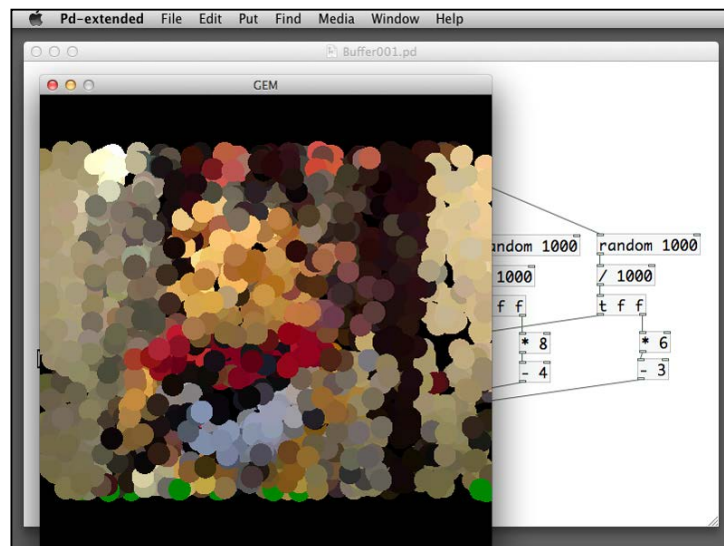 Pd-extended File Edit Put Find Media Window Help
Buffer001.pd
GEM
andom 1000 random 1000
1000 / 1000
f f t f f
* 8 * 6
- 4 - 3